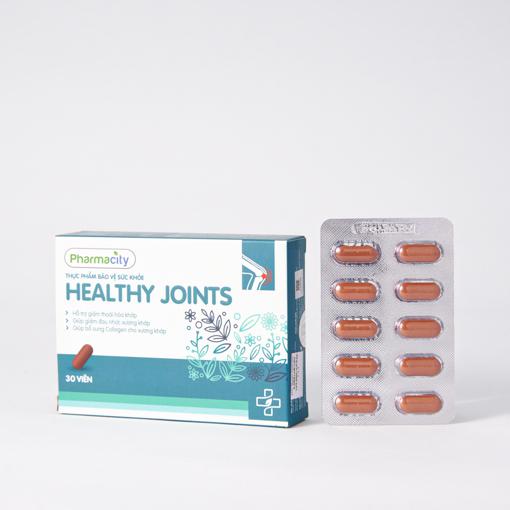 Pharmacity
THỰC PHẨM BẢO VỆ SỨC KHỎE
HEALTHY JOINTS
Hỗ trợ giảm thoái hóa khớp
Giúp giảm đau, nhức xương khớp
Giúp bổ sung Collagen cho xương khớp
30 VIÊN